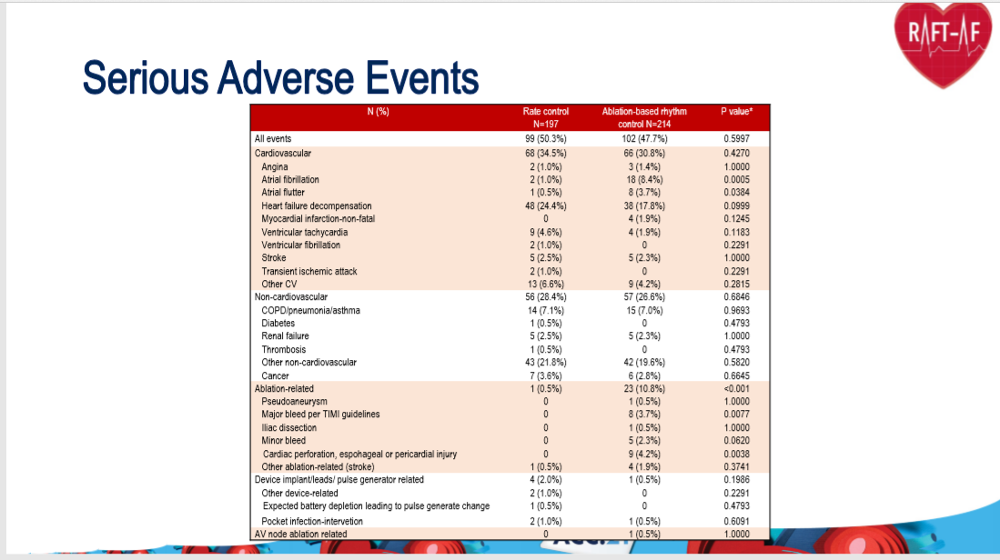 RAFT-AF
Serious Adverse Events
N (%) Rate control Ablation-based rhythm P value*
N=197 control N=214
All events 99 (50.3%) 102 (47.7%) 0.5997
Cardiovascular 68 (34.5%) 66 (30.8%) 0.4270
Angina 2 (1.0%) 3 (1.4%) 1.0000
Atrial fibrillation 2 (1.0%) 18 (8.4%) 0.0005
Atrial flutter 1 (0.5%) 8 (3.7%) 0.0384
Heart failure decompensation 48 (24.4%) 38 (17.8%) 0.0999
Myocardial infarction-non-fatal 0 4 (1.9%) 0.1245
Ventricular tachycardia 9 (4.6%) 4 (1.9%) 0.1183
Ventricular fibrillation 2 (1.0%) 0 0.2291
Stroke 5 (2.5%) 5 (2.3%) 1.0000
Transient ischemic attack 2 (1.0%) 0 0.2291
Other CV 13 (6.6%) 9 (4.2%) 0.2815
Non-cardiovascular 56 (28.4%) 57 (26.6%) 0.6846
COPD/pneumonia/asthma 14 (7.1%) 15 (7.0%) 0.9693
Diabetes 1 (0.5%) 0 0.4793
Renal failure 5 (2.5%) 5 (2.3%) 1.0000
Thrombosis 1 (0.5%) 0 0.4793
Other non-cardiovascular 43 (21.8%) 42 (19.6%) 0.5820
Cancer 7 (3.6%) 6 (2.8%) 0.6645
Ablation-related 1 (0.5%) 23 (10.8%) <0.001
Pseudoaneurysm 0 1 (0.5%) 1.0000
Major bleed per TIMI guidelines 0 8 (3.7%) 0.0077
Iliac dissection 0 1 (0.5%) 1.0000
Minor bleed 0 5 (2.3%) 0.0620
Cardiac perforation, espohageal or pericardial injury 0 9 (4.2%) 0.0038
Other ablation-related (stroke) 1 (0.5%) 4 (1.9%) 0.3741
Device implant/leads/ pulse generator related 4 (2.0%) 1 (0.5%) 0.1986
Other device-related 2 (1.0%) 0 0.2291
Expected battery depletion leading to pulse generate change 1 (0.5%) 0 0.4793
Pocket infection-intervetion 2 (1.0%) 1 (0.5%) 0.6091
AV node ablation related 0 1 (0.5%) 1.0000